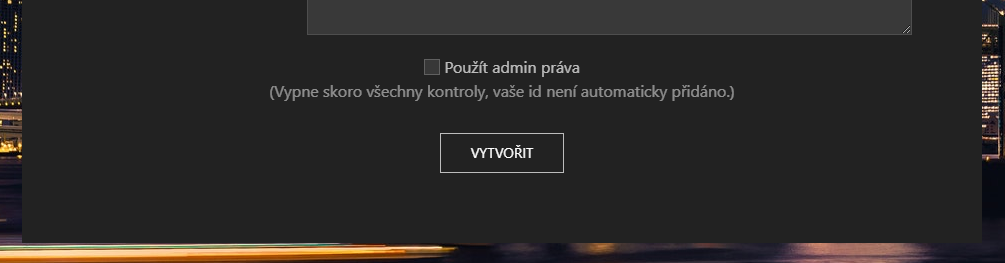 Použít admin práva
(Vypne skoro všechny kontroly, vaše id není automaticky přidáno.)
VYTVOŘIT